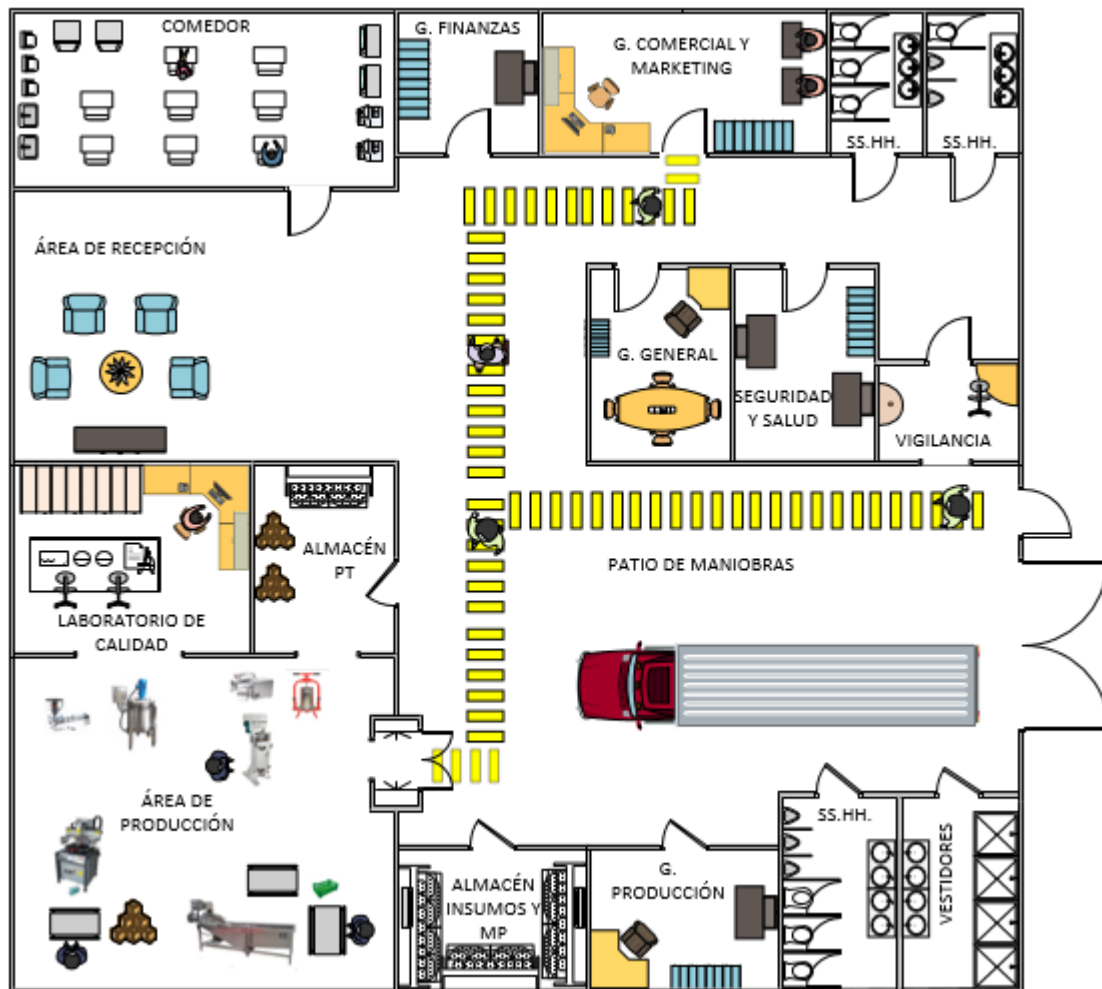 COMEDOR
G. FINANZAS
G. COMERCIAL Y
MARKETING
SS.HH.
SS.HH.
ÁREA DE RECEPCIÓN
G. GENERAL
SEGURIDAD
Y SALUD
VIGILANCIA
ALMACÉN
PT
PATIO DE MANIOBRAS
LABORATORIO DE
CALIDAD
ÁREA DE
PRODUCCIÓN
ALMACÉN
INSUMOS Y
MP
G.
PRODUCCIÓN
SS.HH.
VESTIDORES